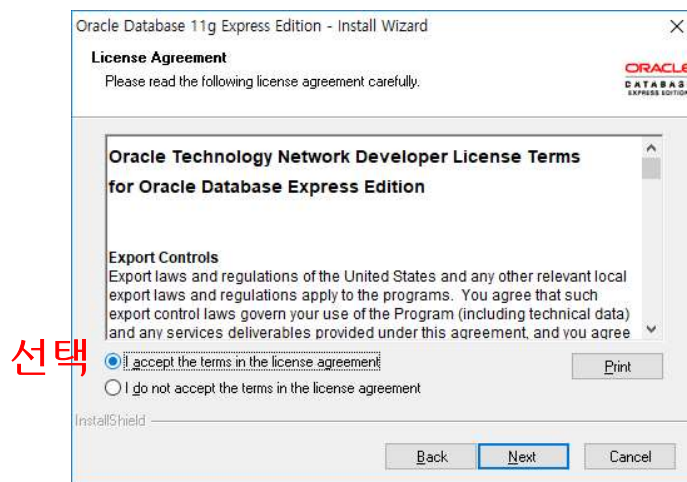 Oracle Database 11g Express Edition - Install Wizard
License Agreement
Please read the following license agreement carefully.
ORACLE
DATABASE
EXPRESS EDITION
Oracle Technology Network Developer License Terms
for Oracle Database Express Edition
Export Controls
Export laws and regulations of the United States and any other relevant local
export laws and regulations apply to the programs. You agree that such
export control laws govern your use of the Program (including technical data)
and any services deliverables provided under this agreement, and you agree
선택
I accept the terms in the license agreement
Print
I do not accept the terms in the license agreement
InstallShield
Back Next Cancel